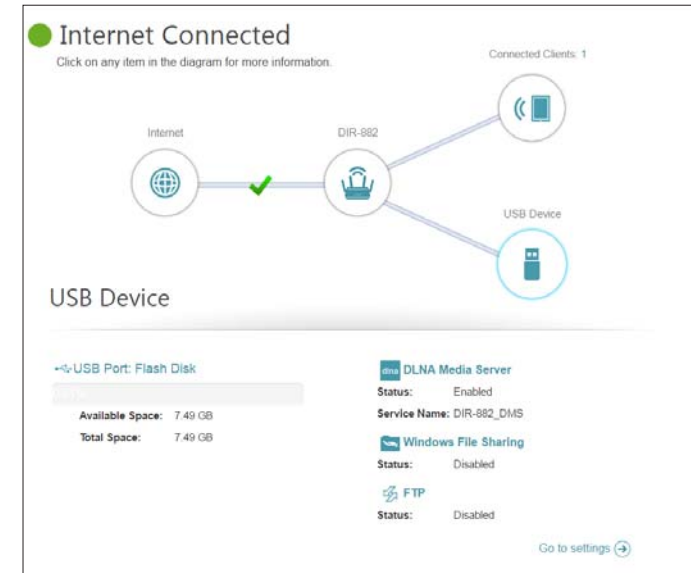 Internet Connected
Click on any item in the diagram for more information.
Connected Clients: 1
Internet
DIR-882
USB Device
USB Device
USB Port: Flash Disk
Available Space: 7.49 GB
Total Space: 7.49 GB
dlna DLNA Media Server
Status: Enabled
Service Name: DIR-882_DMS
Windows File Sharing
Status: Disabled
FTP
Status: Disabled
Go to settings